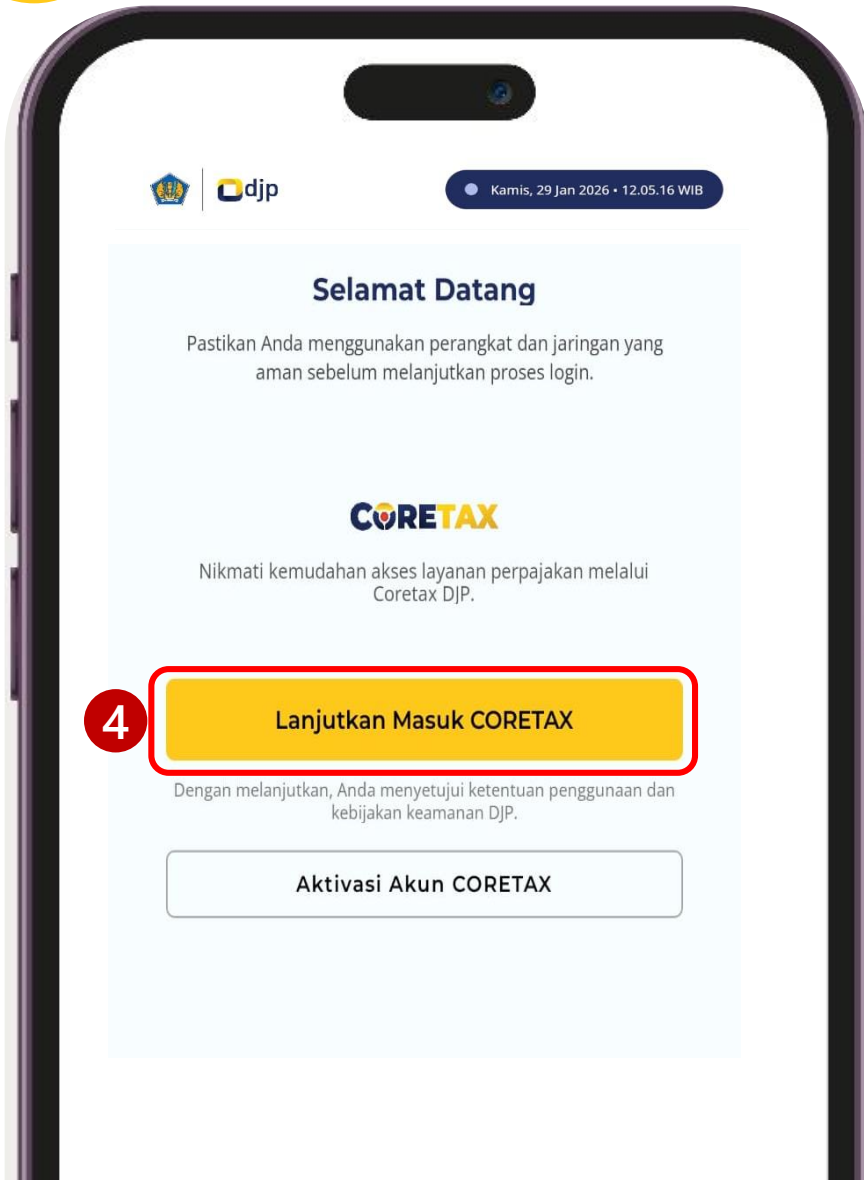 djp
Kamis, 29 Jan 2026 • 12.05.16 WIB
Selamat Datang
Pastikan Anda menggunakan perangkat dan jaringan yang
aman sebelum melanjutkan proses login.
CORETAX
Nikmati kemudahan akses layanan perpajakan melalui
Coretax DJP.
4
Lanjutkan Masuk CORETAX
Dengan melanjutkan, Anda menyetujui ketentuan penggunaan dan
kebijakan keamanan DJP.
Aktivasi Akun CORETAX